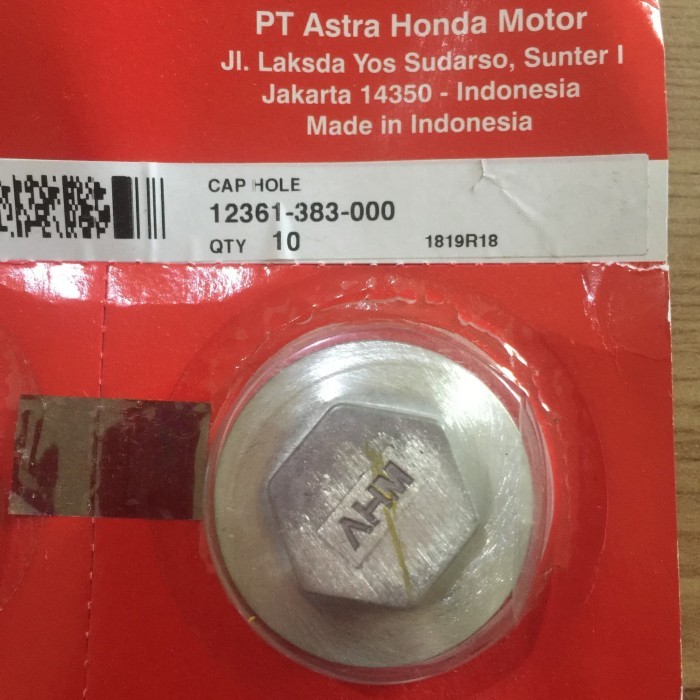 PT Astra Honda Motor
Jl. Laksda Yos Sudarso, Sunter I
Jakarta 14350 - Indonesia
Made in Indonesia
CAP HOLE
12361-383-000
QTY 10 1819R18
AHM